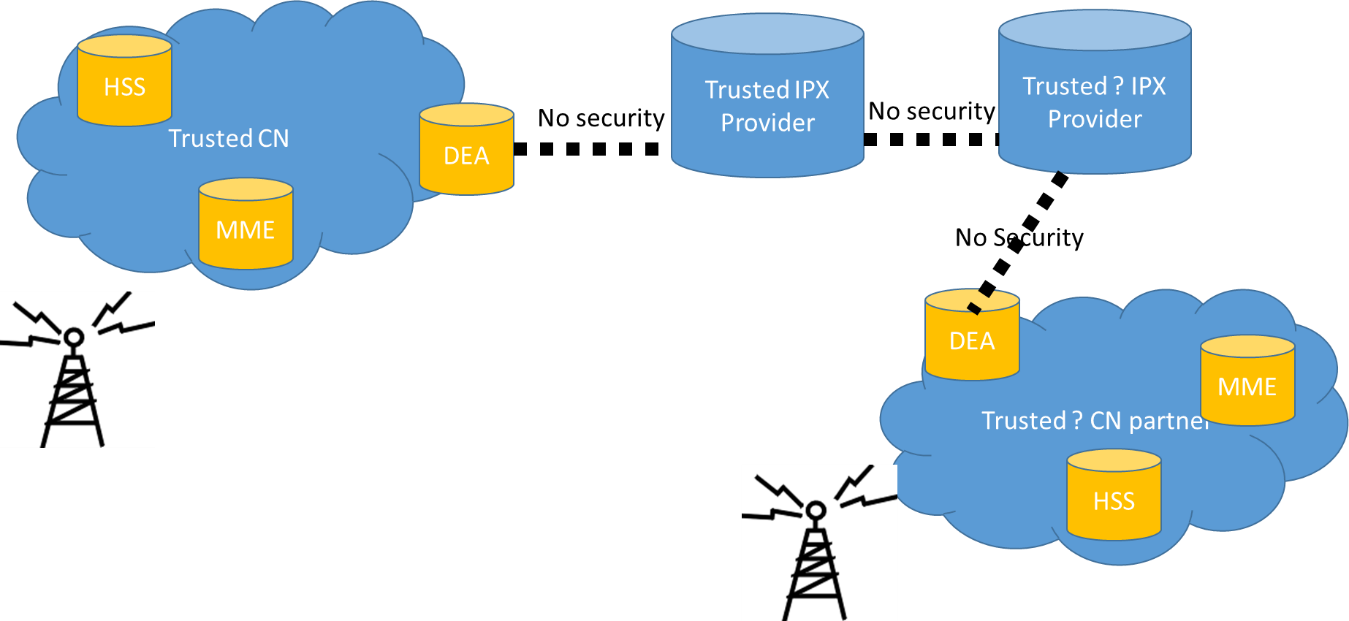 HSS
Trusted CN
MME
DEA
No security
Trusted IPX
Provider
No security
Trusted ? IPX
Provider
No Security
DEA
MME
Trusted ? CN partner
HSS